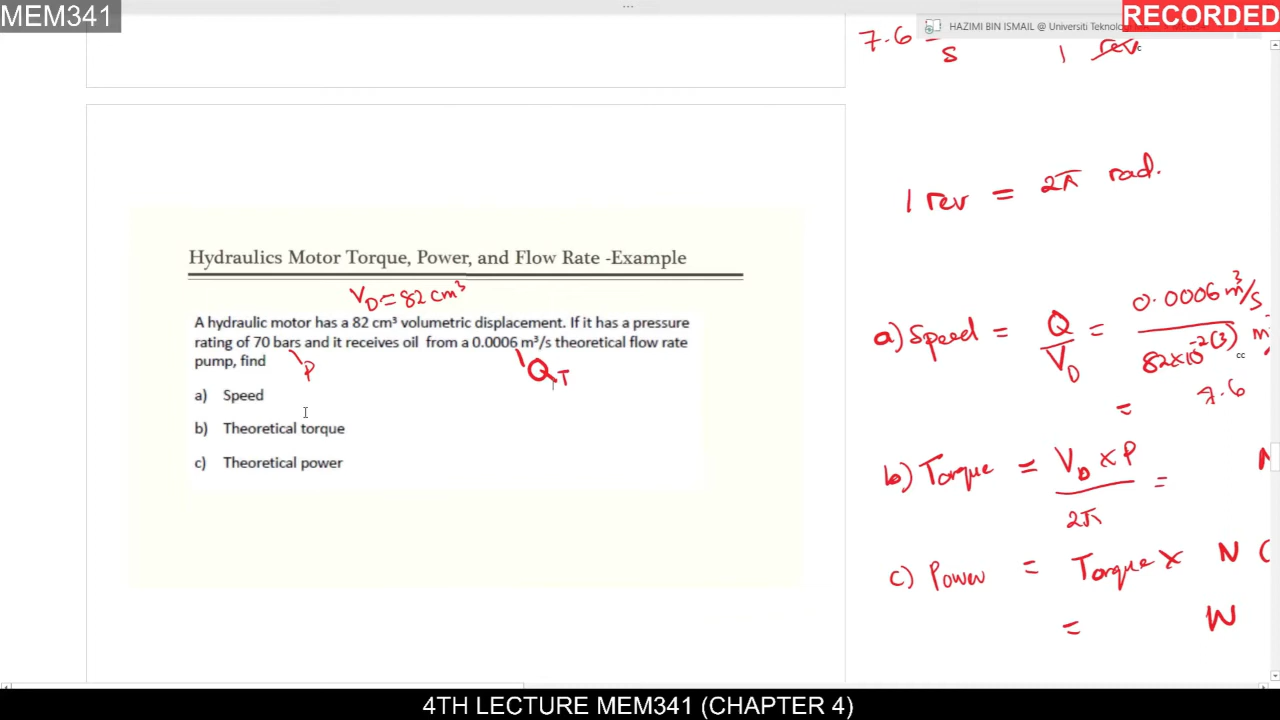 MEM341
RECORDED
HAZIMI BIN ISMAIL @ Universiti Teknolog
7.6
s
1 rev
1 rev = 2π rad.
Hydraulics Motor Torque, Power, and Flow Rate -Example
V_D = 82 cm³
A hydraulic motor has a 82 cm³ volumetric displacement. If it has a pressure
rating of 70 bars and it receives oil from a 0.0006 m³/s theoretical flow rate
pump, find
P
Q_T
a) Speed
b) Theoretical torque
c) Theoretical power
a) Speed = Q/V_D = 0.0006 m³/s / 82×10⁻²⁽³⁾ m
= 7.6
b) Torque = V_D × P / 2π =
c) Power = Torque × N
= W
4TH LECTURE MEM341 (CHAPTER 4)